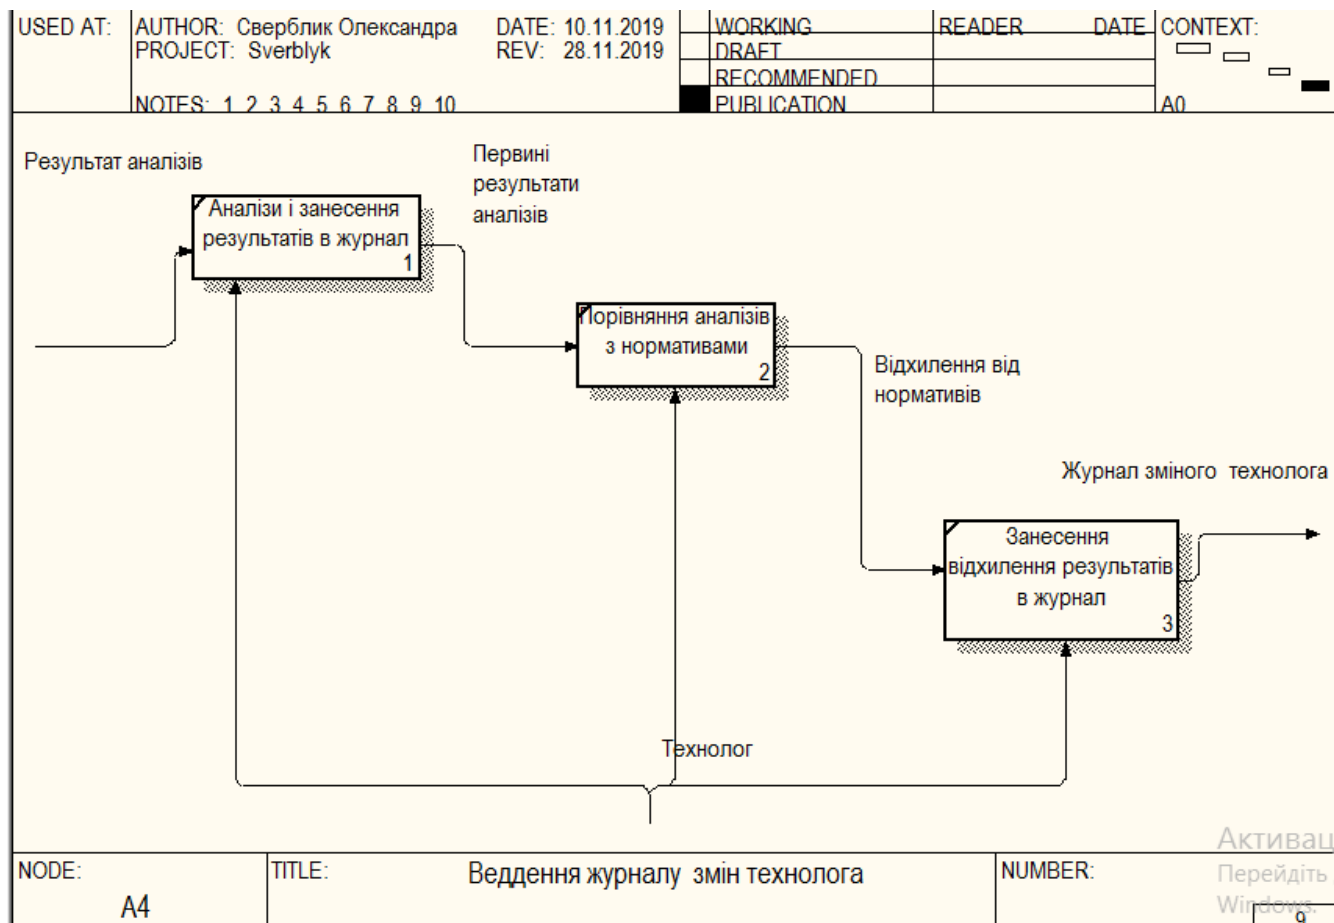 USED AT:
AUTHOR: Сверблик Олександра
DATE: 10.11.2019
WORKING
READER
DATE
CONTEXT:
PROJECT: Sverblyk
REV: 28.11.2019
DRAFT
RECOMMENDED
NOTES: 1 2 3 4 5 6 7 8 9 10
PUBLICATION
A0
Результат аналізів
Первині
результати
аналізів
Аналізи і занесення
результатів в журнал
1
Порівняння аналізів
з нормативами
2
Відхилення від
нормативів
Журнал зміного технолога
Занесення
відхилення результатів
в журнал
3
Технолог
NODE:
A4
TITLE:
Веддення журналу змін технолога
NUMBER:
9
Активац
Перейдіть
Windows.